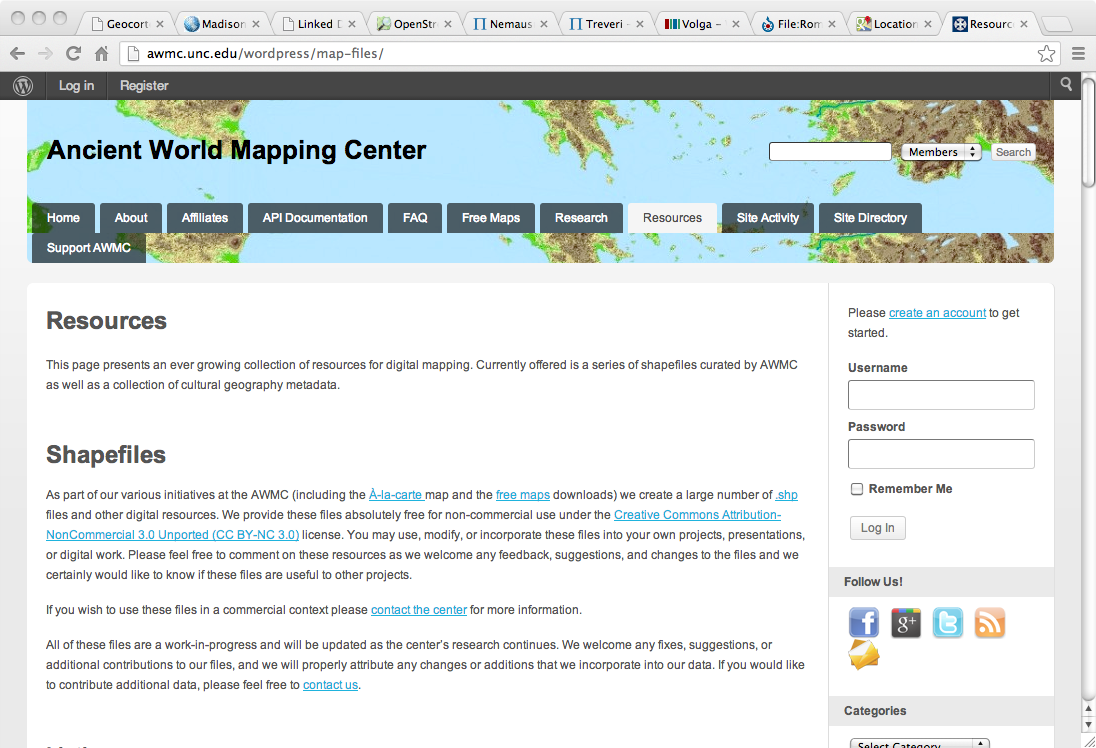 Geocort
Madison
Linked D
OpenStre
Nemaus
Treveri -
Volga –
File:Rom
Location
Resourc
awmc.unc.edu/wordpress/map-files/
Log in Register
Ancient World Mapping Center
Members Search
Home About Affiliates API Documentation FAQ Free Maps Research Resources Site Activity Site Directory
Support AWMC
Resources
This page presents an ever growing collection of resources for digital mapping. Currently offered is a series of shapefiles curated by AWMC
as well as a collection of cultural geography metadata.
Shapefiles
As part of our various initiatives at the AWMC (including the À-la-carte map and the free maps downloads) we create a large number of .shp
files and other digital resources. We provide these files absolutely free for non-commercial use under the Creative Commons Attribution-
NonCommercial 3.0 Unported (CC BY-NC 3.0) license. You may use, modify, or incorporate these files into your own projects, presentations,
or digital work. Please feel free to comment on these resources as we welcome any feedback, suggestions, and changes to the files and we
certainly would like to know if these files are useful to other projects.
If you wish to use these files in a commercial context please contact the center for more information.
All of these files are a work-in-progress and will be updated as the center's research continues. We welcome any fixes, suggestions, or
additional contributions to our files, and we will properly attribute any changes or additions that we incorporate into our data. If you would like
to contribute additional data, please feel free to contact us.
Please create an account to get
started.
Username
Password
Remember Me
Log In
Follow Us!
Categories
Select Category